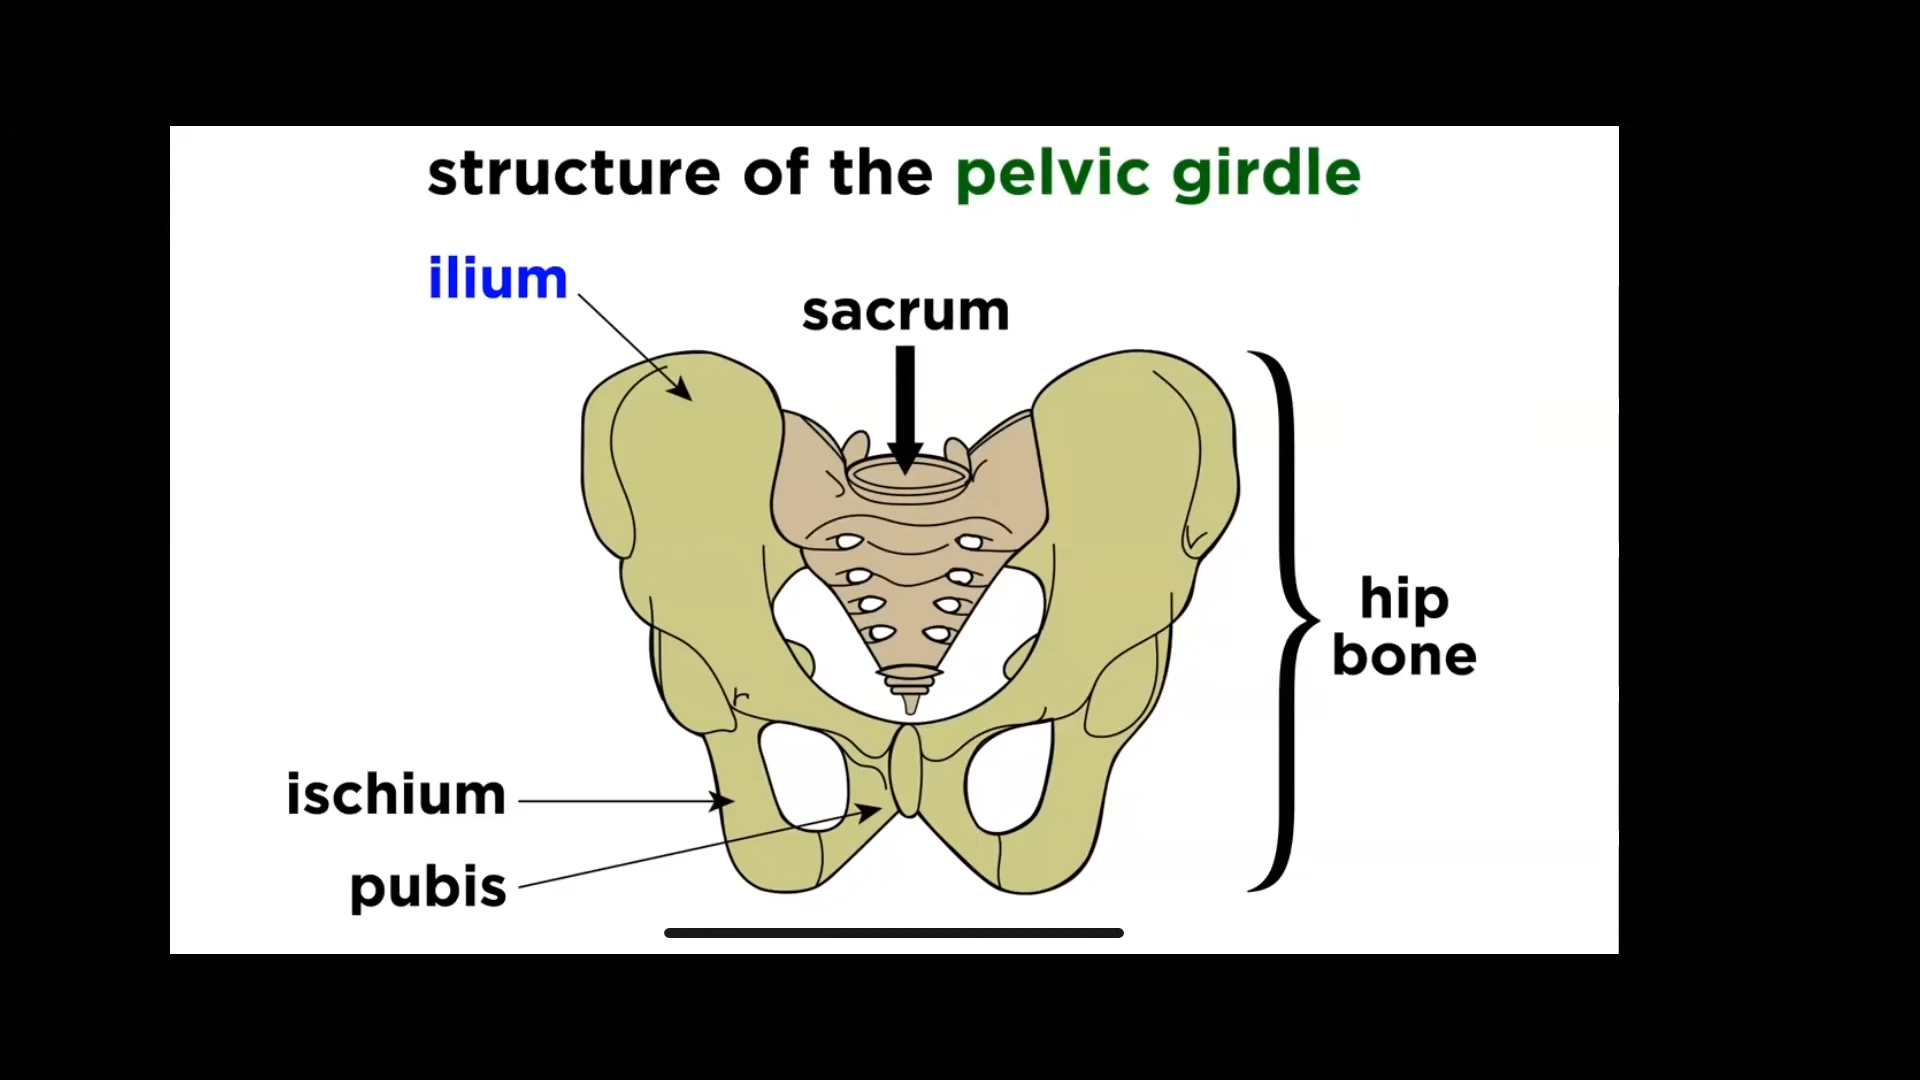 structure of the pelvic girdle
ilium
sacrum
hip
bone
ischium
pubis